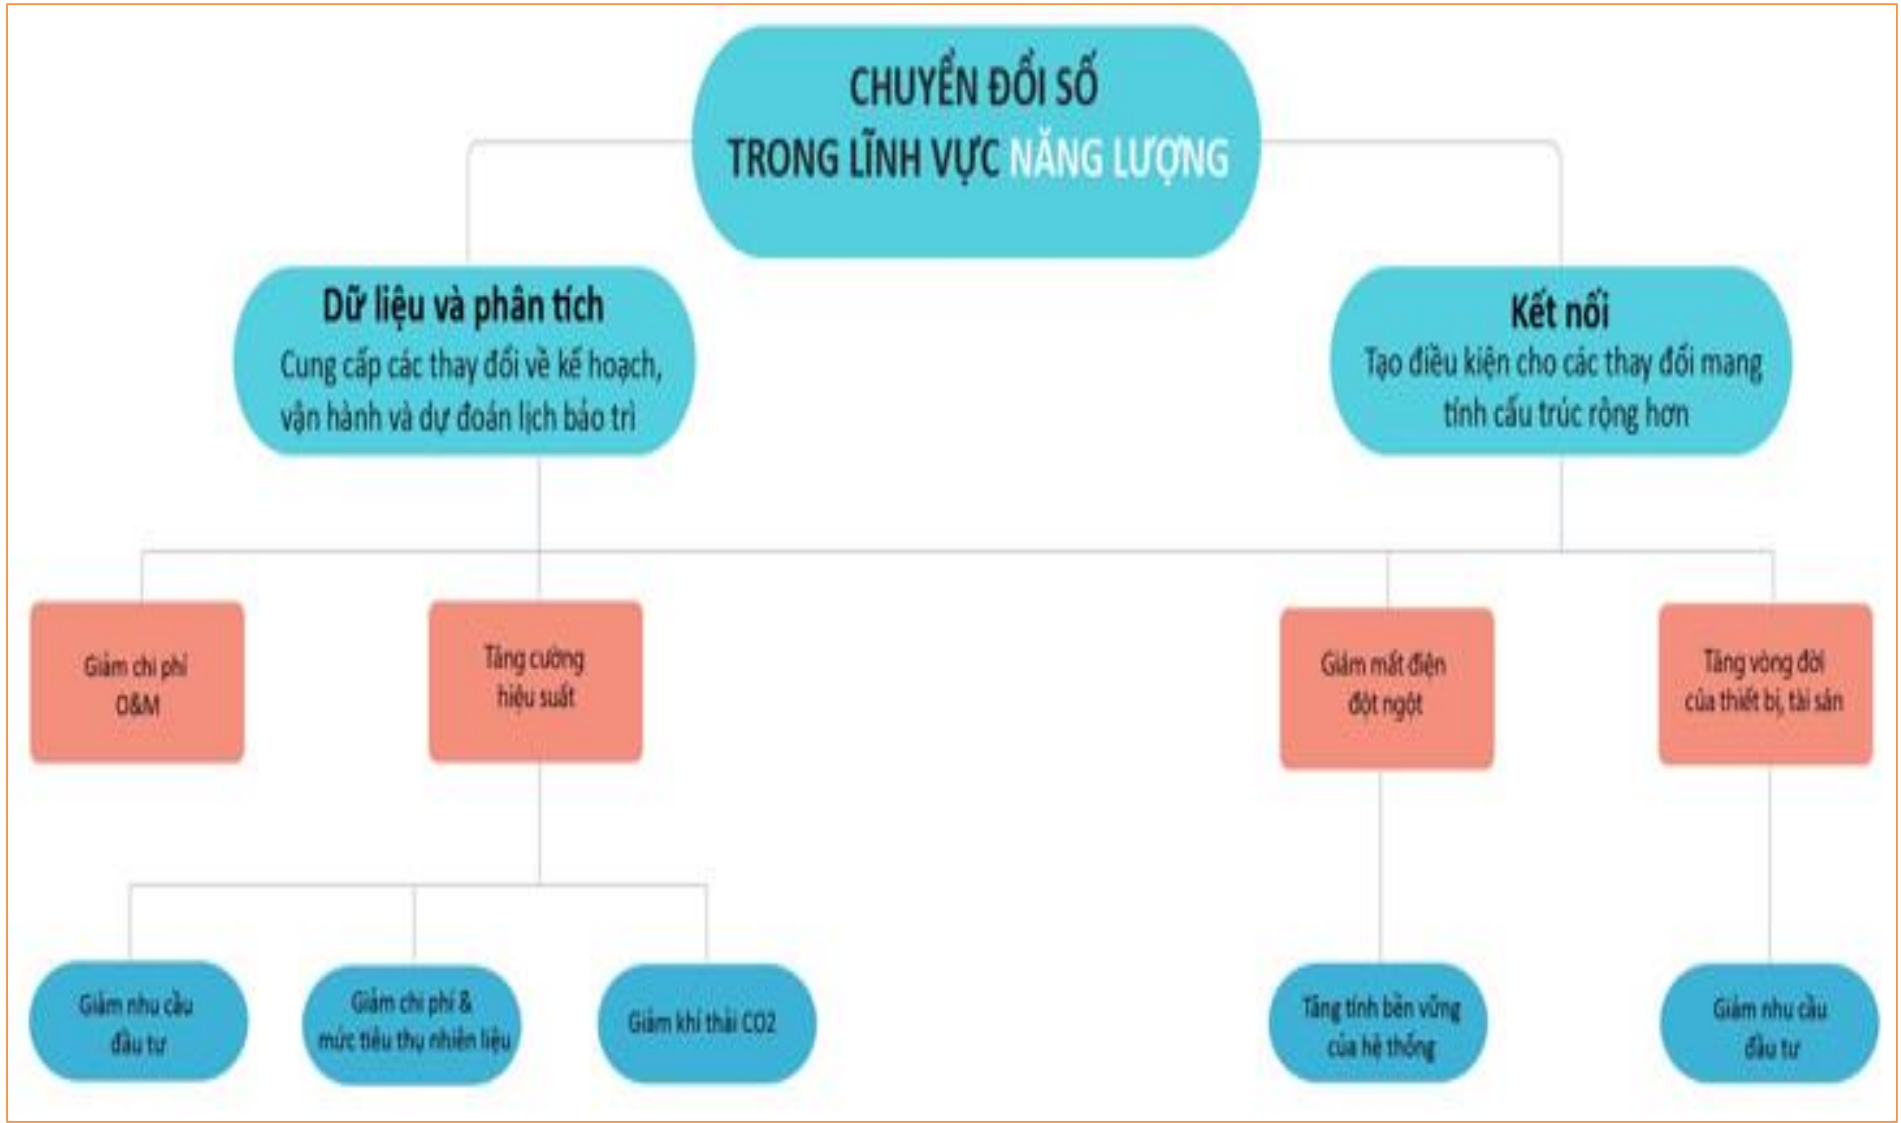 CHUYỂN ĐỔI SỐ
TRONG LĨNH VỰC NĂNG LƯỢNG
Dữ liệu và phân tích
Cung cấp các thay đổi về kế hoạch,
vận hành và dự đoán lịch bảo trì
Kết nối
Tạo điều kiện cho các thay đổi mang
tính cấu trúc rộng hơn
Giảm chi phí
O&M
Tăng cường
hiệu suất
Giảm mất điện
đột ngột
Tăng vòng đời
của thiết bị, tài sản
Giảm nhu cầu
đầu tư
Giảm chi phí &
mức tiêu thụ nhiên liệu
Giảm khí thải CO2
Tăng tính bền vững
của hệ thống
Giảm nhu cầu
đầu tư